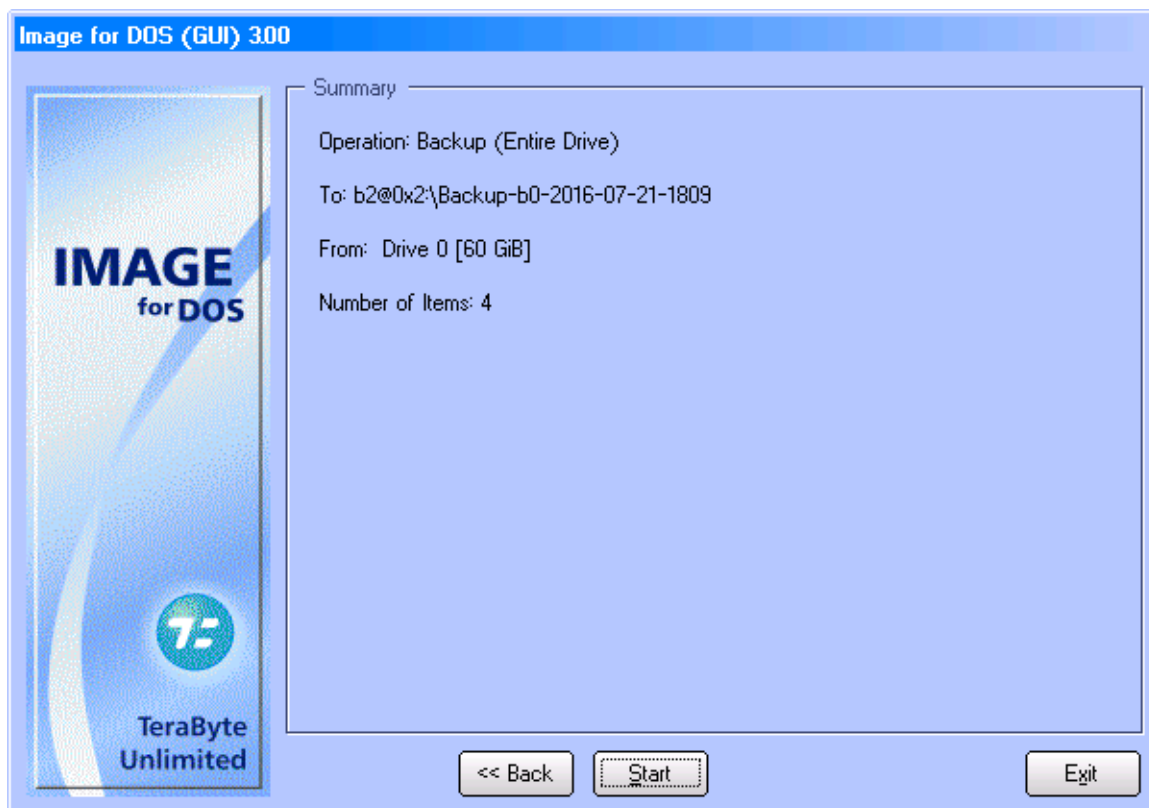 Image for DOS (GUI) 3.00
IMAGE
for DOS
TeraByte
Unlimited
Summary
Operation: Backup (Entire Drive)
To: b2@0x2:\Backup-b0-2016-07-21-1809
From: Drive 0 [60 GiB]
Number of Items: 4
<< Back
Start
Exit